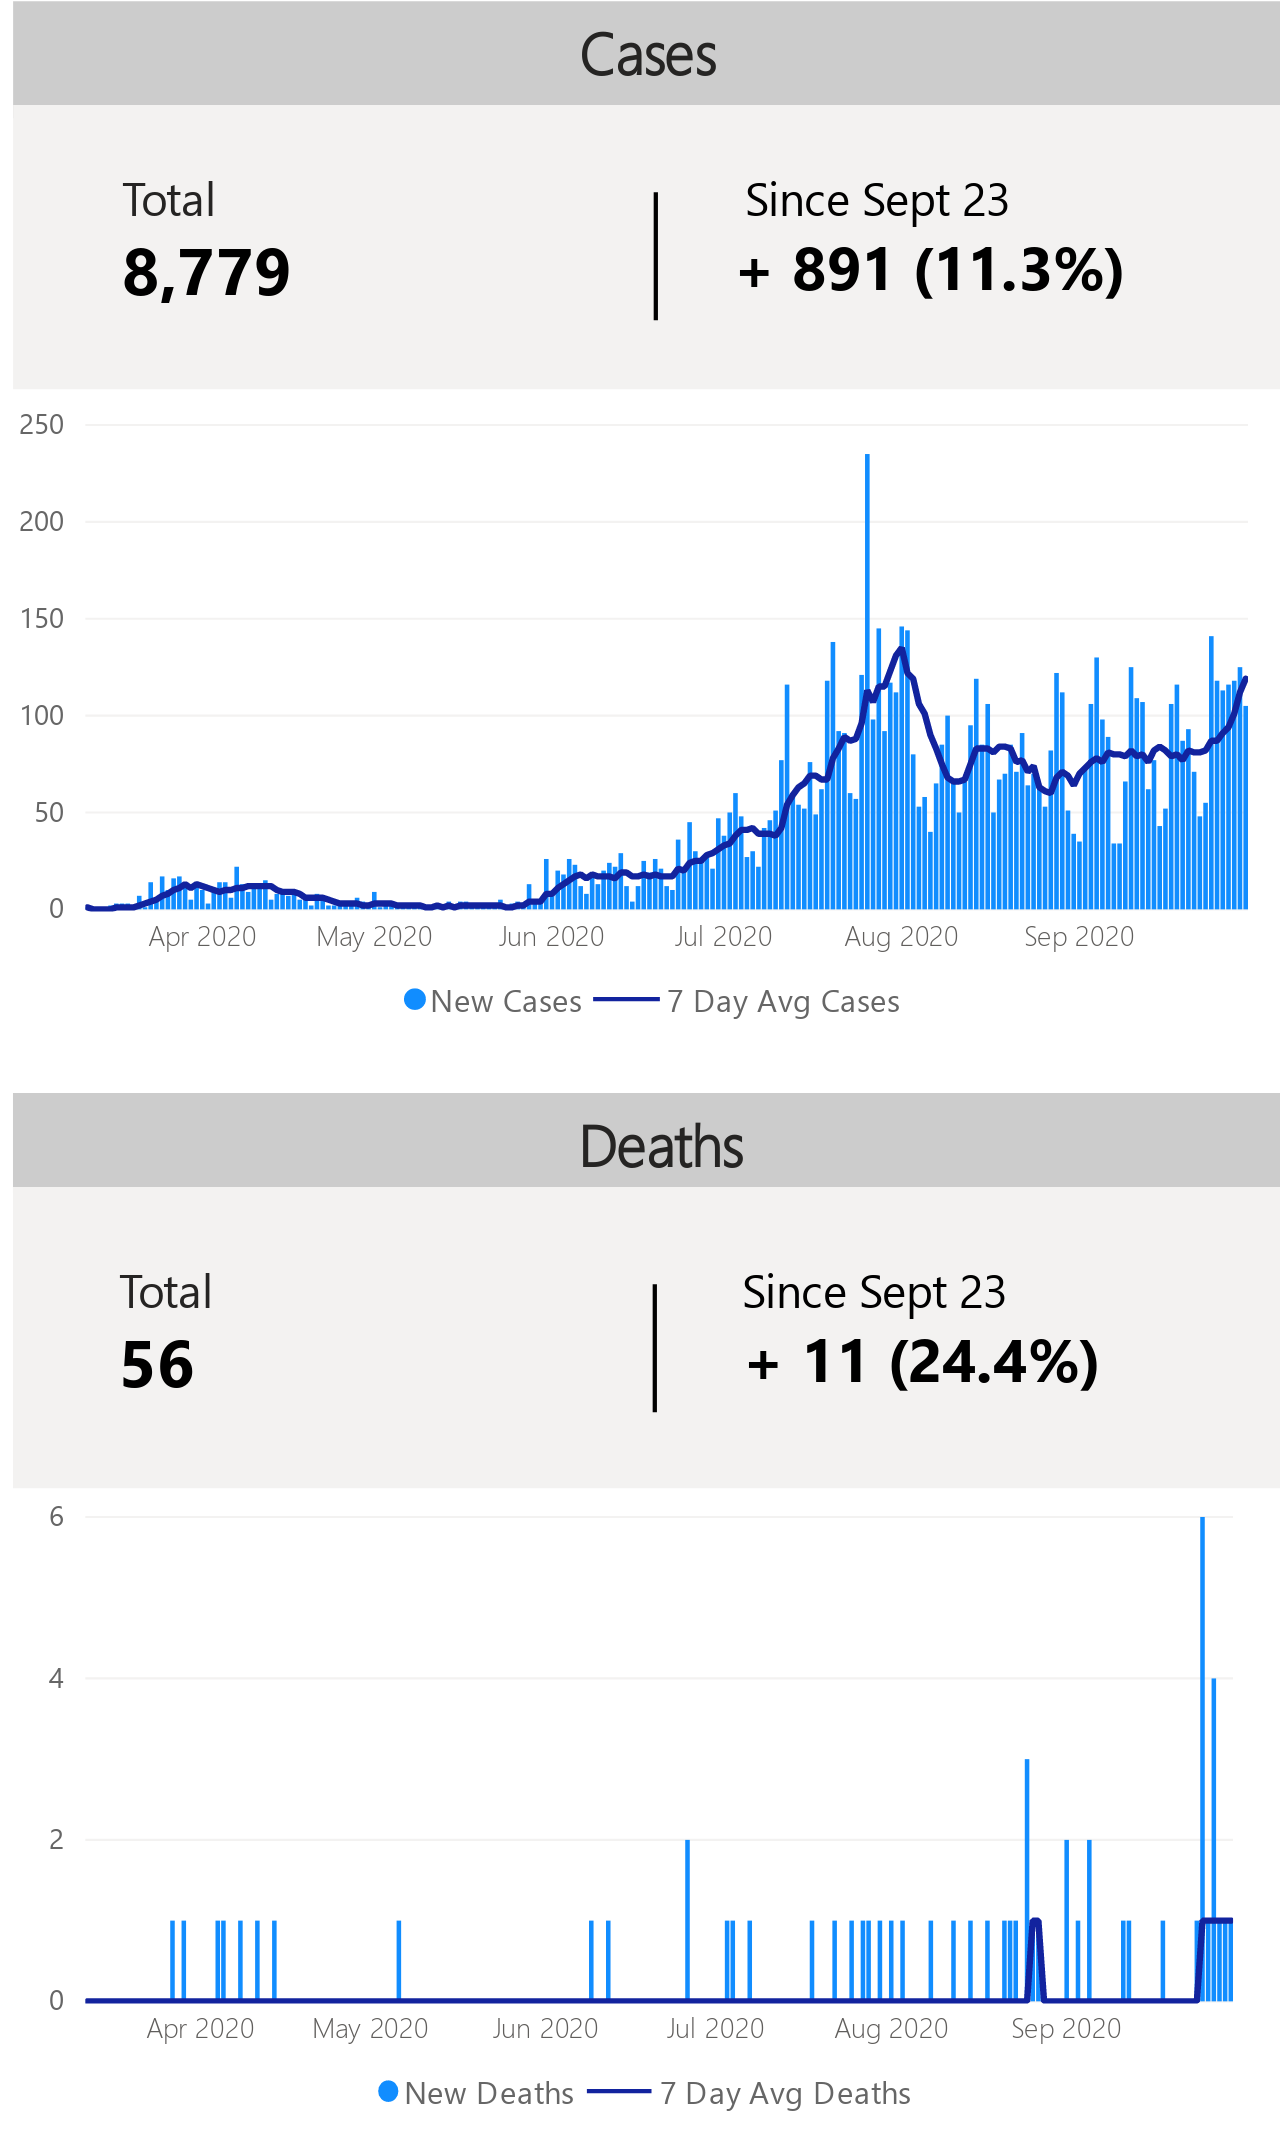 Cases
Total
Since Sept 23
8,779
+ 891 (11.3%)
250
200
150
100
50
0
Apr 2020 May 2020 Jun 2020 Jul 2020 Aug 2020 Sep 2020
New Cases 7 Day Avg Cases
Deaths
Total
Since Sept 23
56
+ 11 (24.4%)
6
4
2
0
Apr 2020 May 2020 Jun 2020 Jul 2020 Aug 2020 Sep 2020
New Deaths 7 Day Avg Deaths